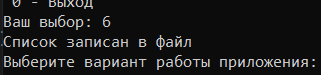 0 - Выход
Ваш выбор: 6
Список записан в файл
Выберите вариант работы приложения: